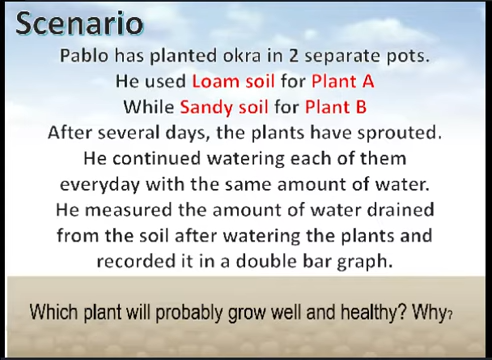 Scenario
Pablo has planted okra in 2 separate pots.
He used Loam soil for Plant A
While Sandy soil for Plant B
After several days, the plants have sprouted.
He continued watering each of them
everyday with the same amount of water.
He measured the amount of water drained
from the soil after watering the plants and
recorded it in a double bar graph.
Which plant will probably grow well and healthy? Why?